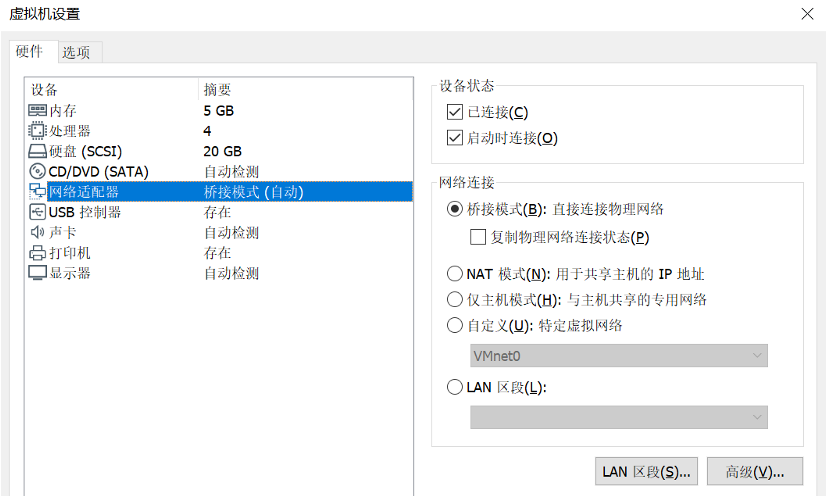 虚拟机设置
硬件 选项
设备 摘要
内存 5 GB
处理器 4
硬盘 (SCSI) 20 GB
CD/DVD (SATA) 自动检测
网络适配器 桥接模式 (自动)
USB 控制器 存在
声卡 自动检测
打印机 存在
显示器 自动检测
设备状态
已连接(C)
启动时连接(O)
网络连接
桥接模式(B): 直接连接物理网络
复制物理网络连接状态(P)
NAT 模式(N): 用于共享主机的 IP 地址
仅主机模式(H): 与主机共享的专用网络
自定义(U): 特定虚拟网络
VMnet0
LAN 区段(L):
LAN 区段(S)... 高级(V)...